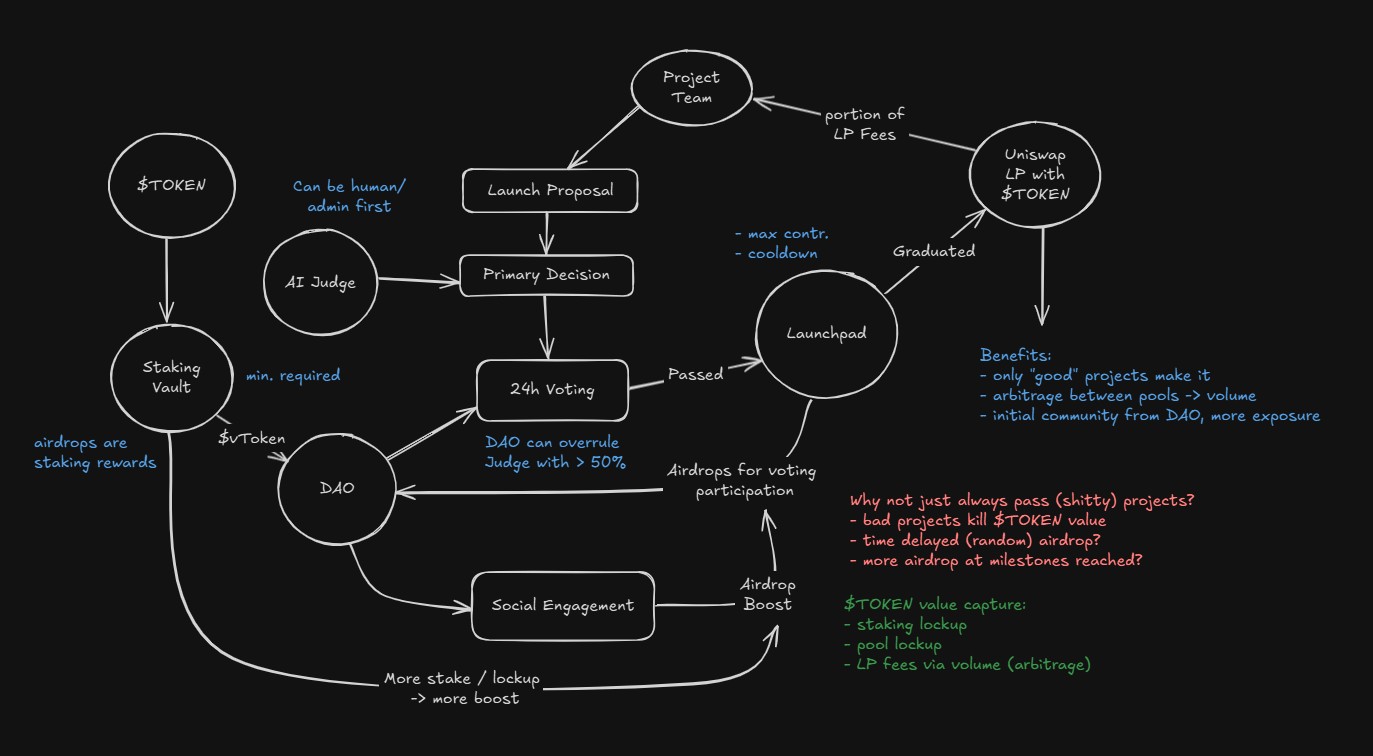 Project
Team
portion of
LP Fees
Uniswap
LP with
$TOKEN
$TOKEN
Can be human/
admin first
Launch Proposal
AI Judge
Primary Decision
- max contr.
- cooldown
Graduated
Launchpad
Staking
Vault
min. required
24h Voting
Passed
Benefits:
- only "good" projects make it
- arbitrage between pools -> volume
- initial community from DAO, more exposure
airdrops are
staking rewards
$vToken
DAO
DAO can overrule
Judge with > 50%
Airdrops for voting
participation
Why not just always pass (shitty) projects?
- bad projects kill $TOKEN value
- time delayed (random) airdrop?
- more airdrop at milestones reached?
Social Engagement
Airdrop
Boost
$TOKEN value capture:
- staking lockup
- pool lockup
- LP fees via volume (arbitrage)
More stake / lockup
-> more boost